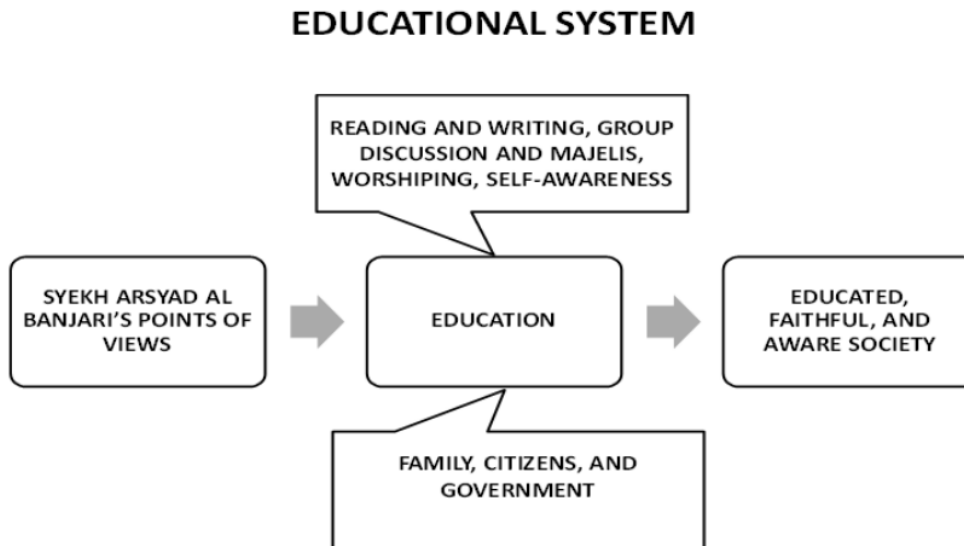 EDUCATIONAL SYSTEM
READING AND WRITING, GROUP
DISCUSSION AND MAJELIS,
WORSHIPING, SELF-AWARENESS
SYEKH ARSYAD AL
BANJARI'S POINTS OF
VIEWS
EDUCATION
EDUCATED,
FAITHFUL, AND
AWARE SOCIETY
FAMILY, CITIZENS, AND
GOVERNMENT